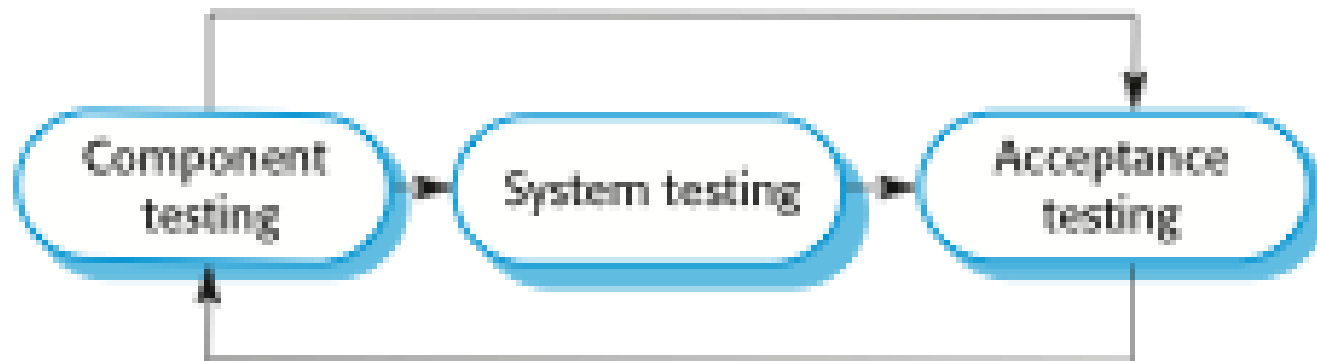 Component
testing
System testing
Acceptance
testing